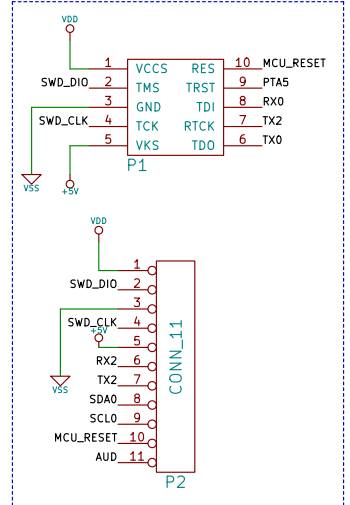 VDD
1 VCCS RES 10 MCU_RESET
SWD_DIO 2 TMS TRST 9 PTA5
3 GND TDI 8 RX0
SWD_CLK 4 TCK RTCK 7 TX2
5 VKS TDO 6 TX0
P1
VSS
+5V
VDD
1
SWD_DIO 2
3
SWD_CLK 4
+5V
5
CONN_11
RX2 6
TX2 7
VSS
SDA0 8
SCL0 9
MCU_RESET 10
AUD 11
P2